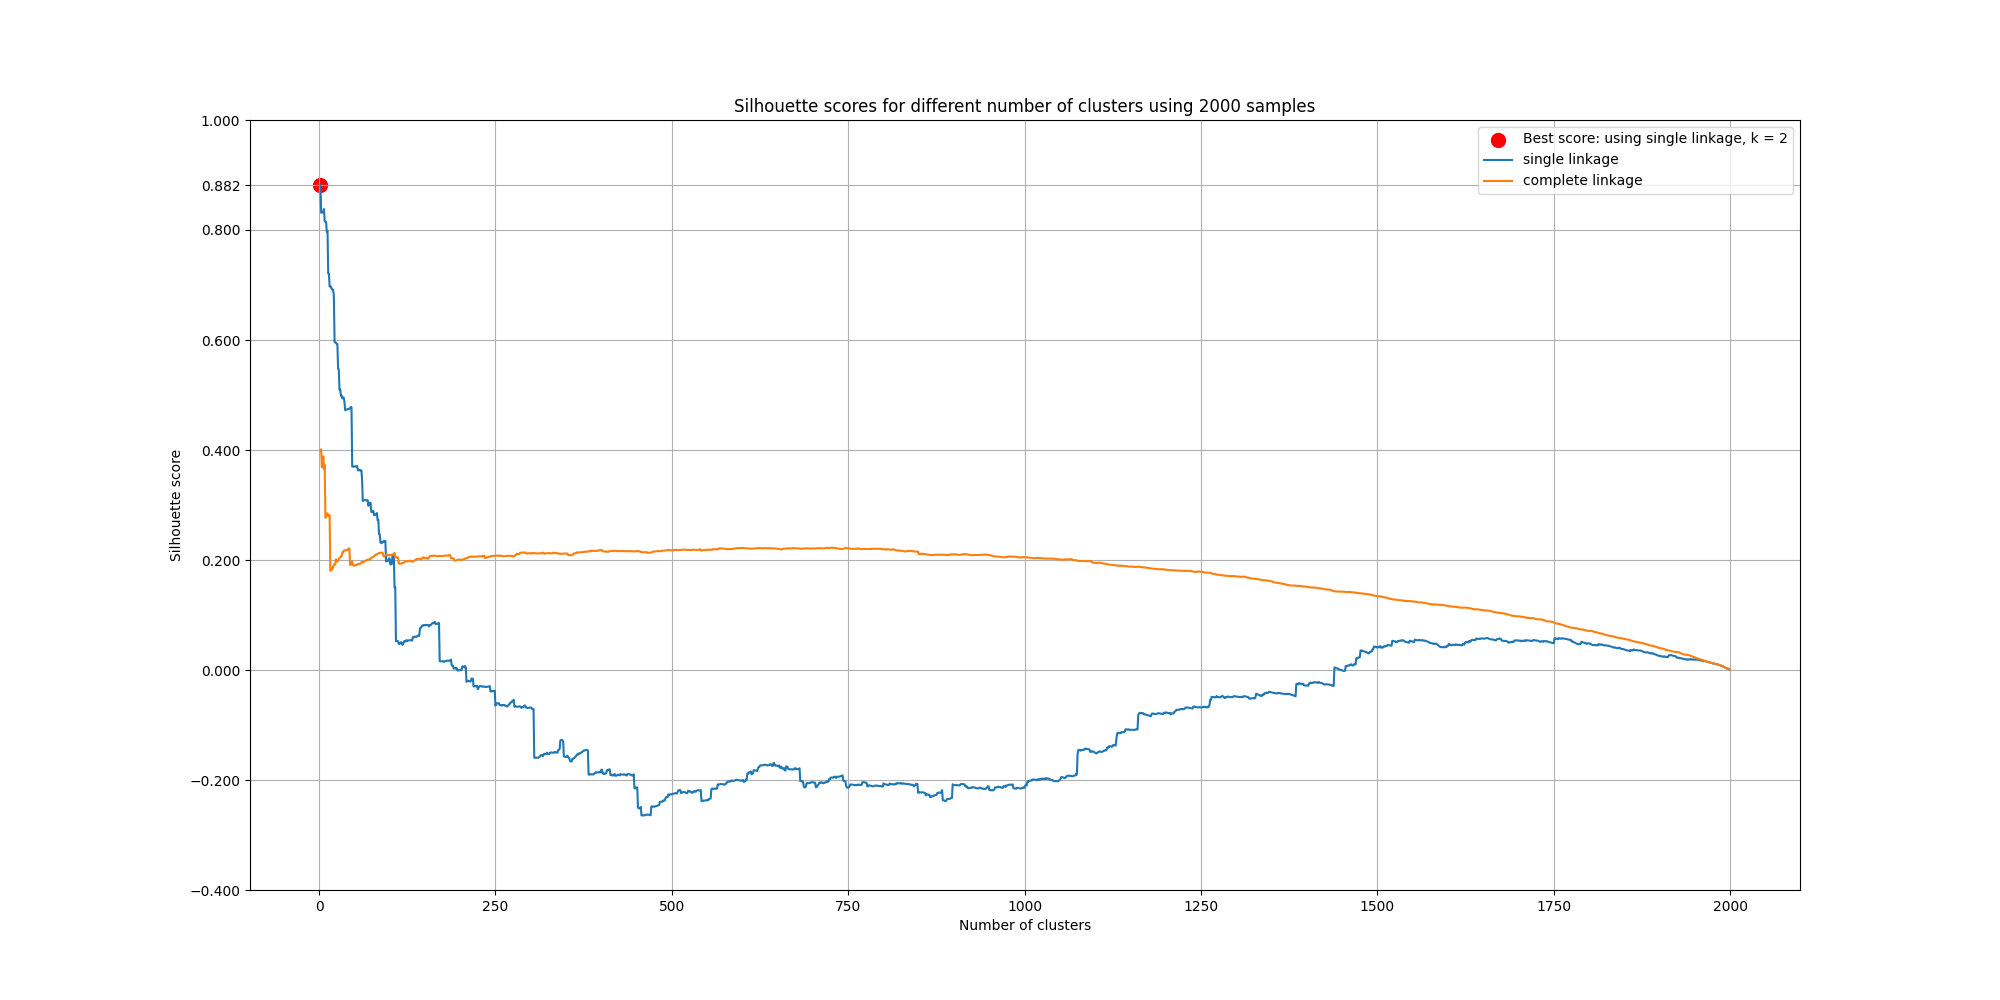 Silhouette scores for different number of clusters using 2000 samples
Best score: using single linkage, k = 2
single linkage
complete linkage
1.000
0.882
0.800
0.600
0.400
0.200
0.000
−0.200
−0.400
Silhouette score
0 250 500 750 1000 1250 1500 1750 2000
Number of clusters